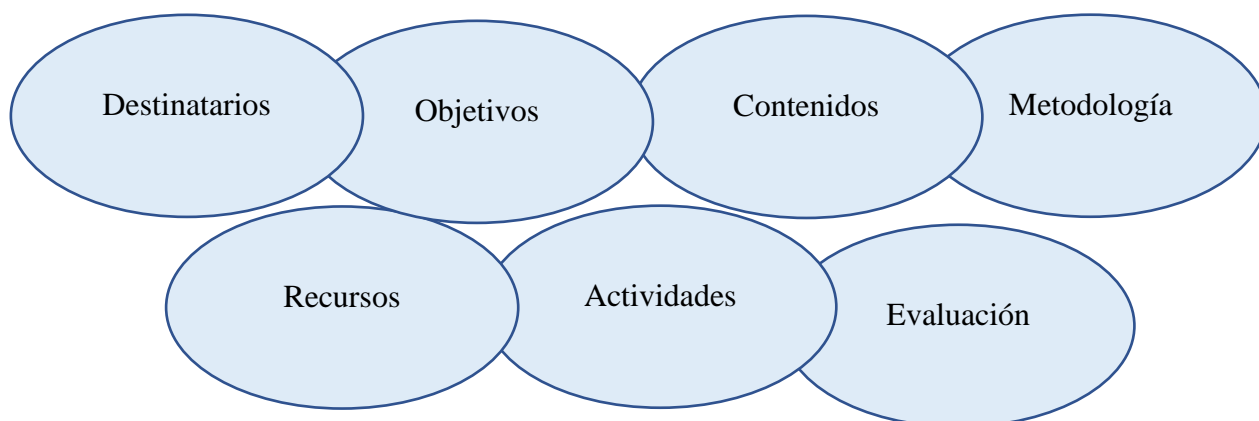 Destinatarios
Objetivos
Contenidos
Metodología
Recursos
Actividades
Evaluación